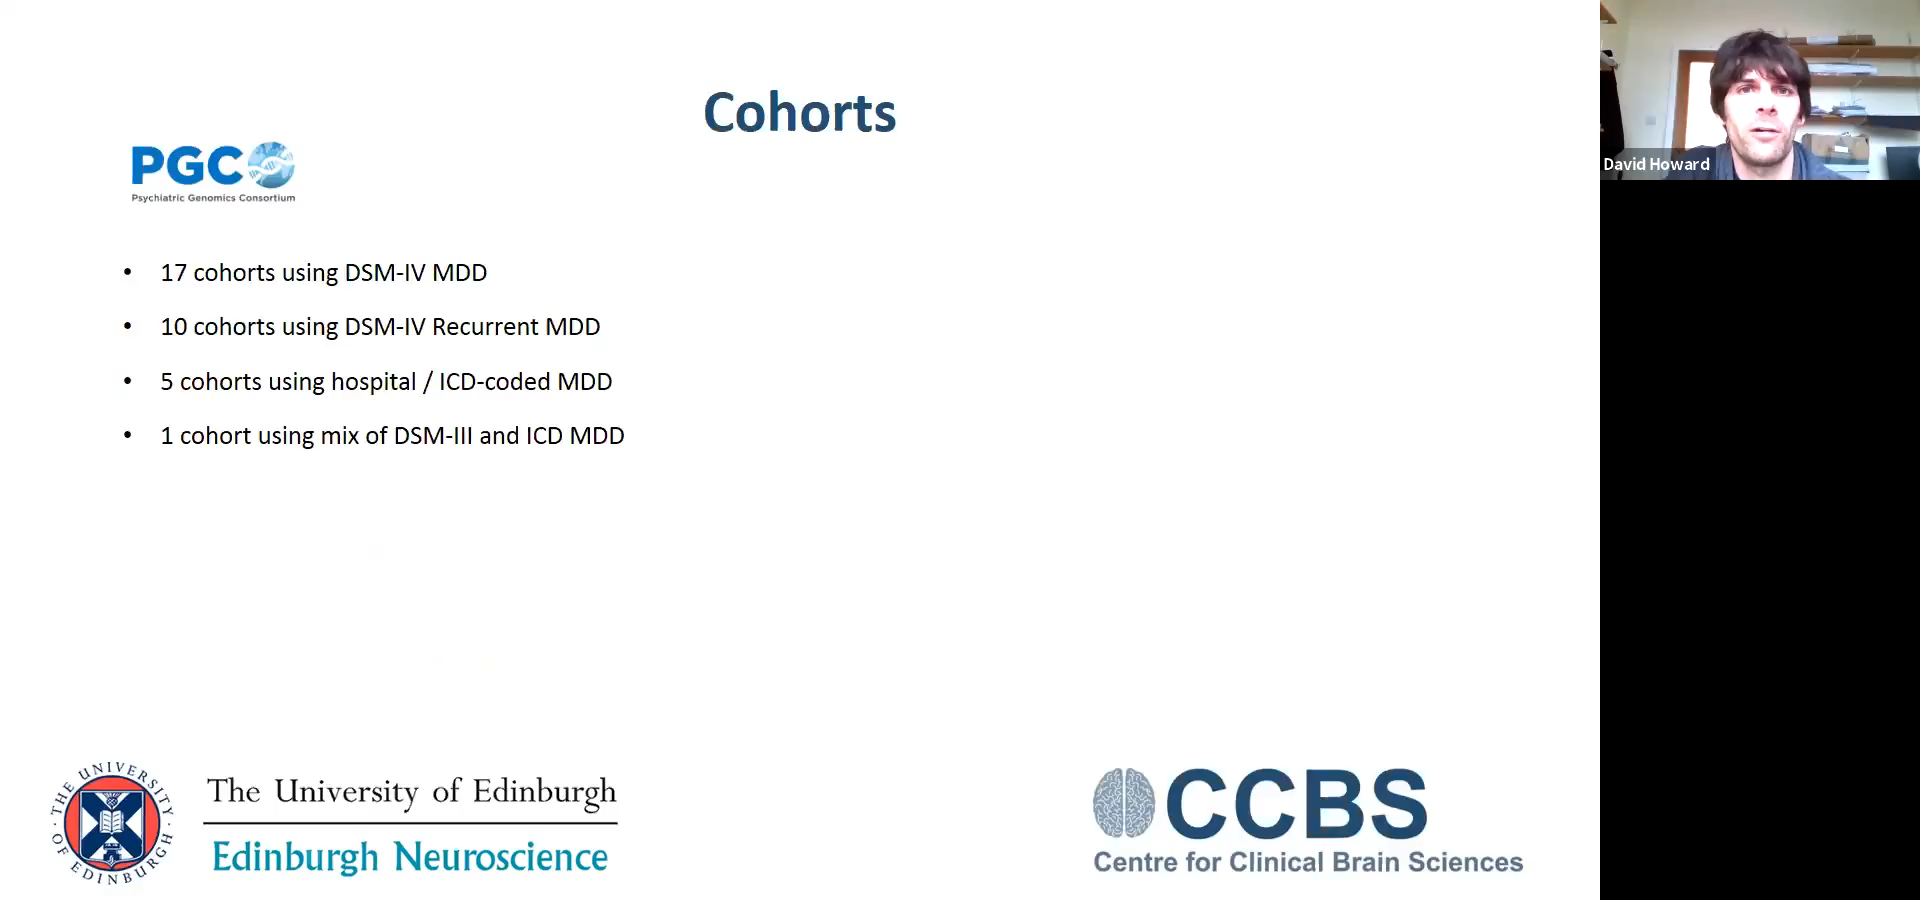 Cohorts
PGC
Psychiatric Genomics Consortium
• 17 cohorts using DSM-IV MDD
• 10 cohorts using DSM-IV Recurrent MDD
• 5 cohorts using hospital / ICD-coded MDD
• 1 cohort using mix of DSM-III and ICD MDD
David Howard
THE UNIVERSITY OF EDINBURGH
The University of Edinburgh
Edinburgh Neuroscience
CCBS
Centre for Clinical Brain Sciences